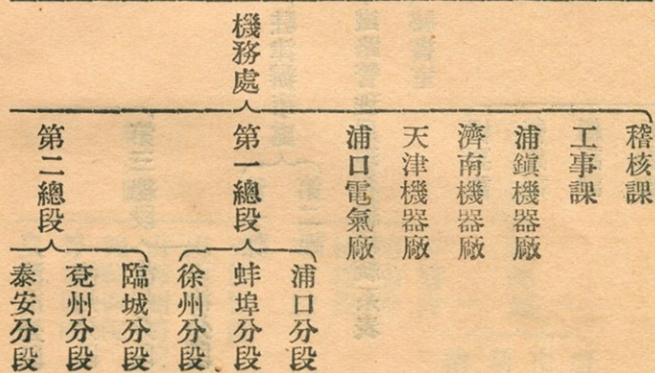 機務處
稽核課
工事課
浦鎭機器廠
濟南機器廠
天津機器廠
浦口電氣廠
第一總段
浦口分段
蚌埠分段
徐州分段
第二總段
臨城分段
兗州分段
泰安分段